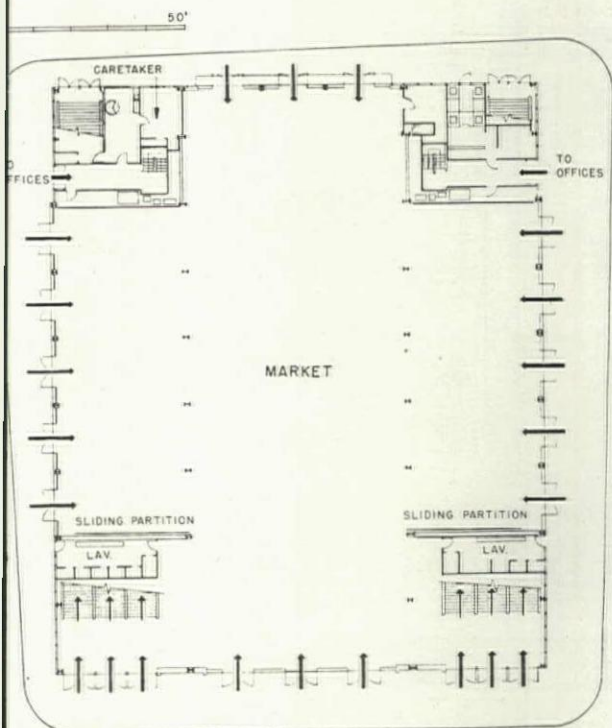 50'
CARETAKER
O
FFICES
TO
OFFICES
MARKET
SLIDING PARTITION
SLIDING PARTITION
LAV.
LAV.